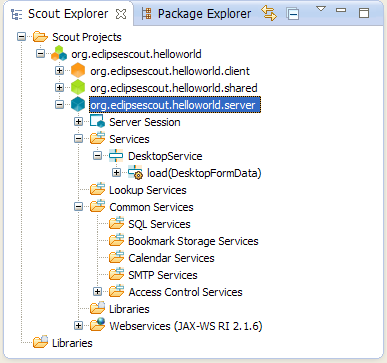 Scout Explorer Package Explorer
Scout Projects
org.eclipsescout.helloworld
org.eclipsescout.helloworld.client
org.eclipsescout.helloworld.shared
org.eclipsescout.helloworld.server
Server Session
Services
DesktopService
load(DesktopFormData)
Lookup Services
Common Services
SQL Services
Bookmark Storage Services
Calendar Services
SMTP Services
Access Control Services
Libraries
Webservices (JAX-WS RI 2.1.6)
Libraries